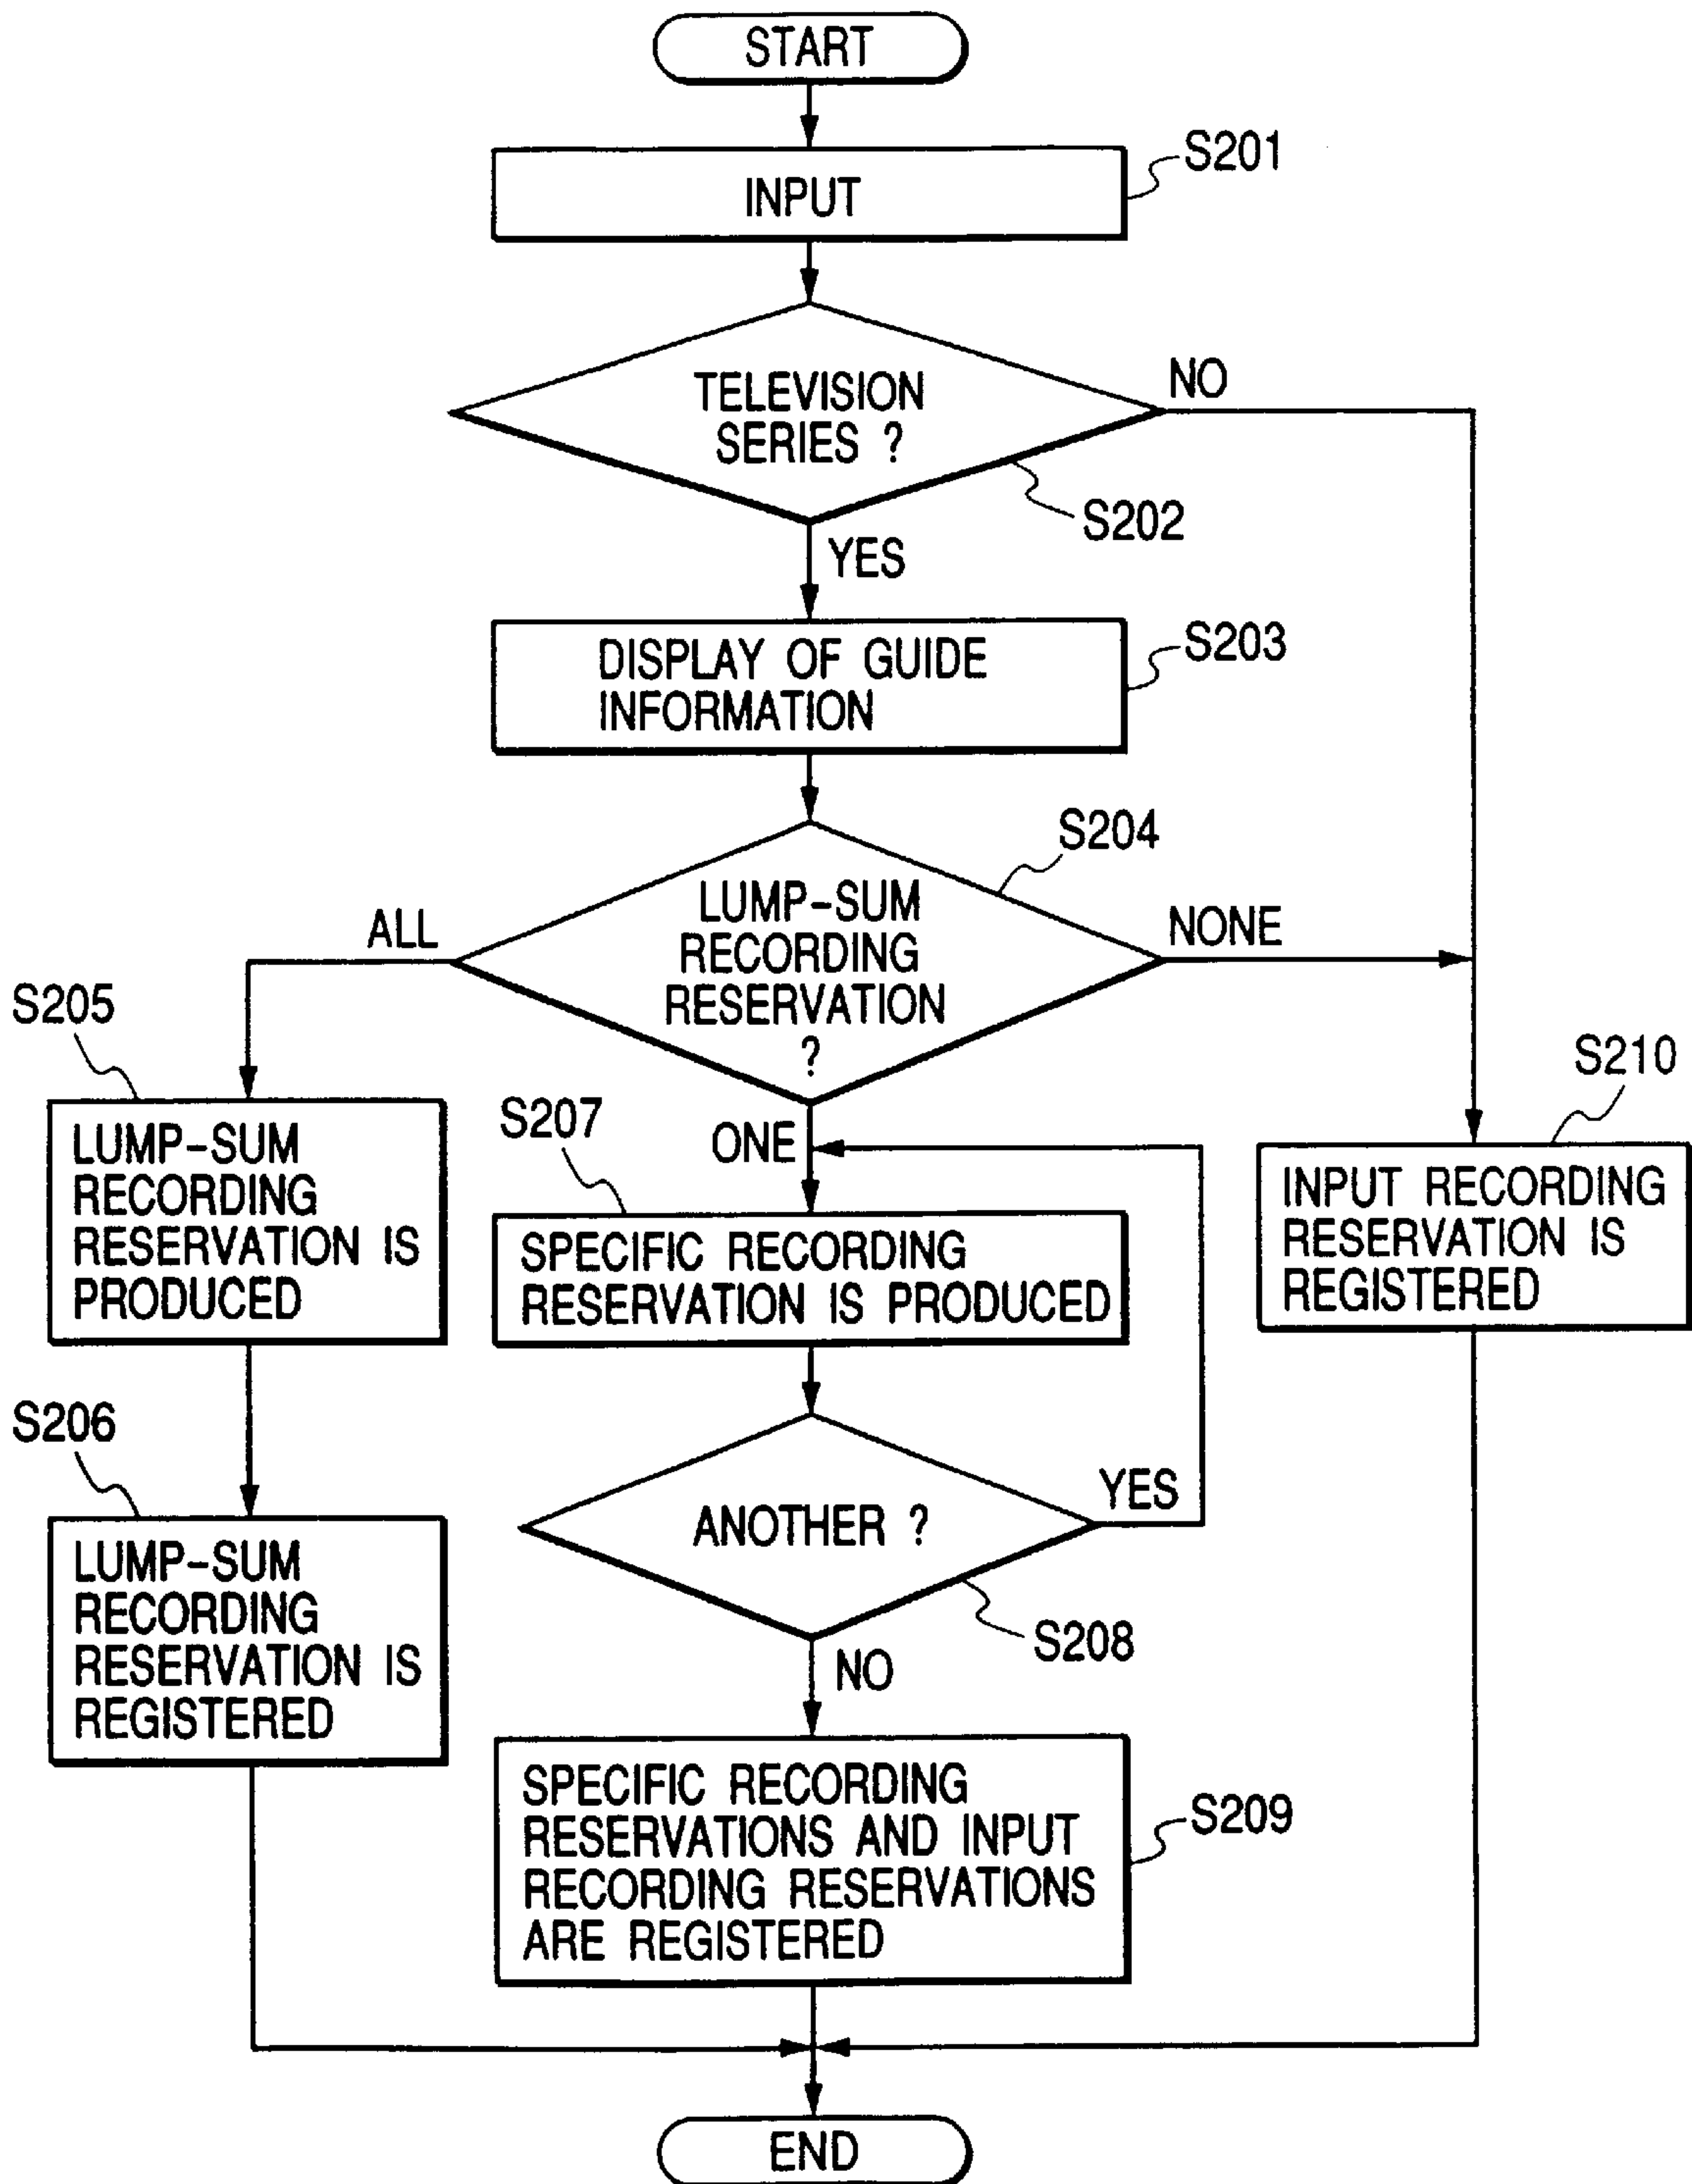 START
S201
INPUT
TELEVISION
SERIES ?
NO
S202
YES
DISPLAY OF GUIDE
INFORMATION
S203
S204
LUMP-SUM
RECORDING
RESERVATION
?
ALL
NONE
ONE
S205
LUMP-SUM
RECORDING
RESERVATION IS
PRODUCED
S207
SPECIFIC RECORDING
RESERVATION IS PRODUCED
S210
INPUT RECORDING
RESERVATION IS
REGISTERED
S206
LUMP-SUM
RECORDING
RESERVATION IS
REGISTERED
ANOTHER ?
YES
S208
NO
SPECIFIC RECORDING
RESERVATIONS AND INPUT
RECORDING RESERVATIONS
ARE REGISTERED
S209
END